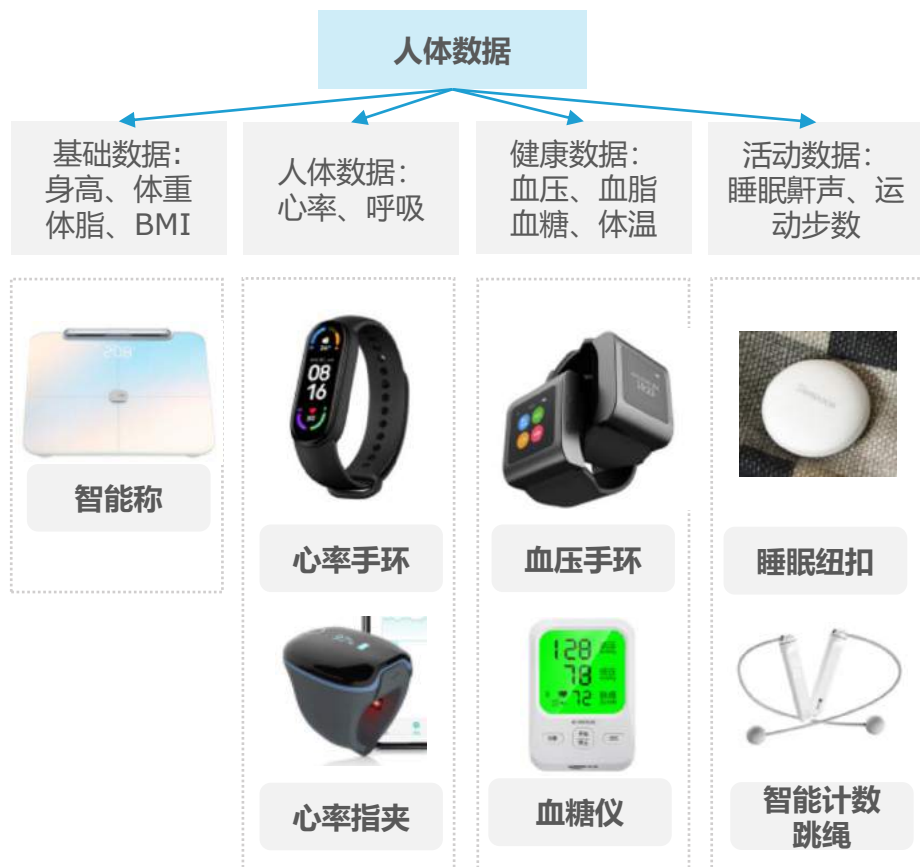 人体数据
基础数据:
身高、体重
体脂、BMI
人体数据:
心率、呼吸
健康数据:
血压、血脂
血糖、体温
活动数据:
睡眠鼾声、运
动步数
智能称
08
16
心率手环
血压手环
睡眠纽扣
128
78
72
心率指夹
血糖仪
智能计数
跳绳